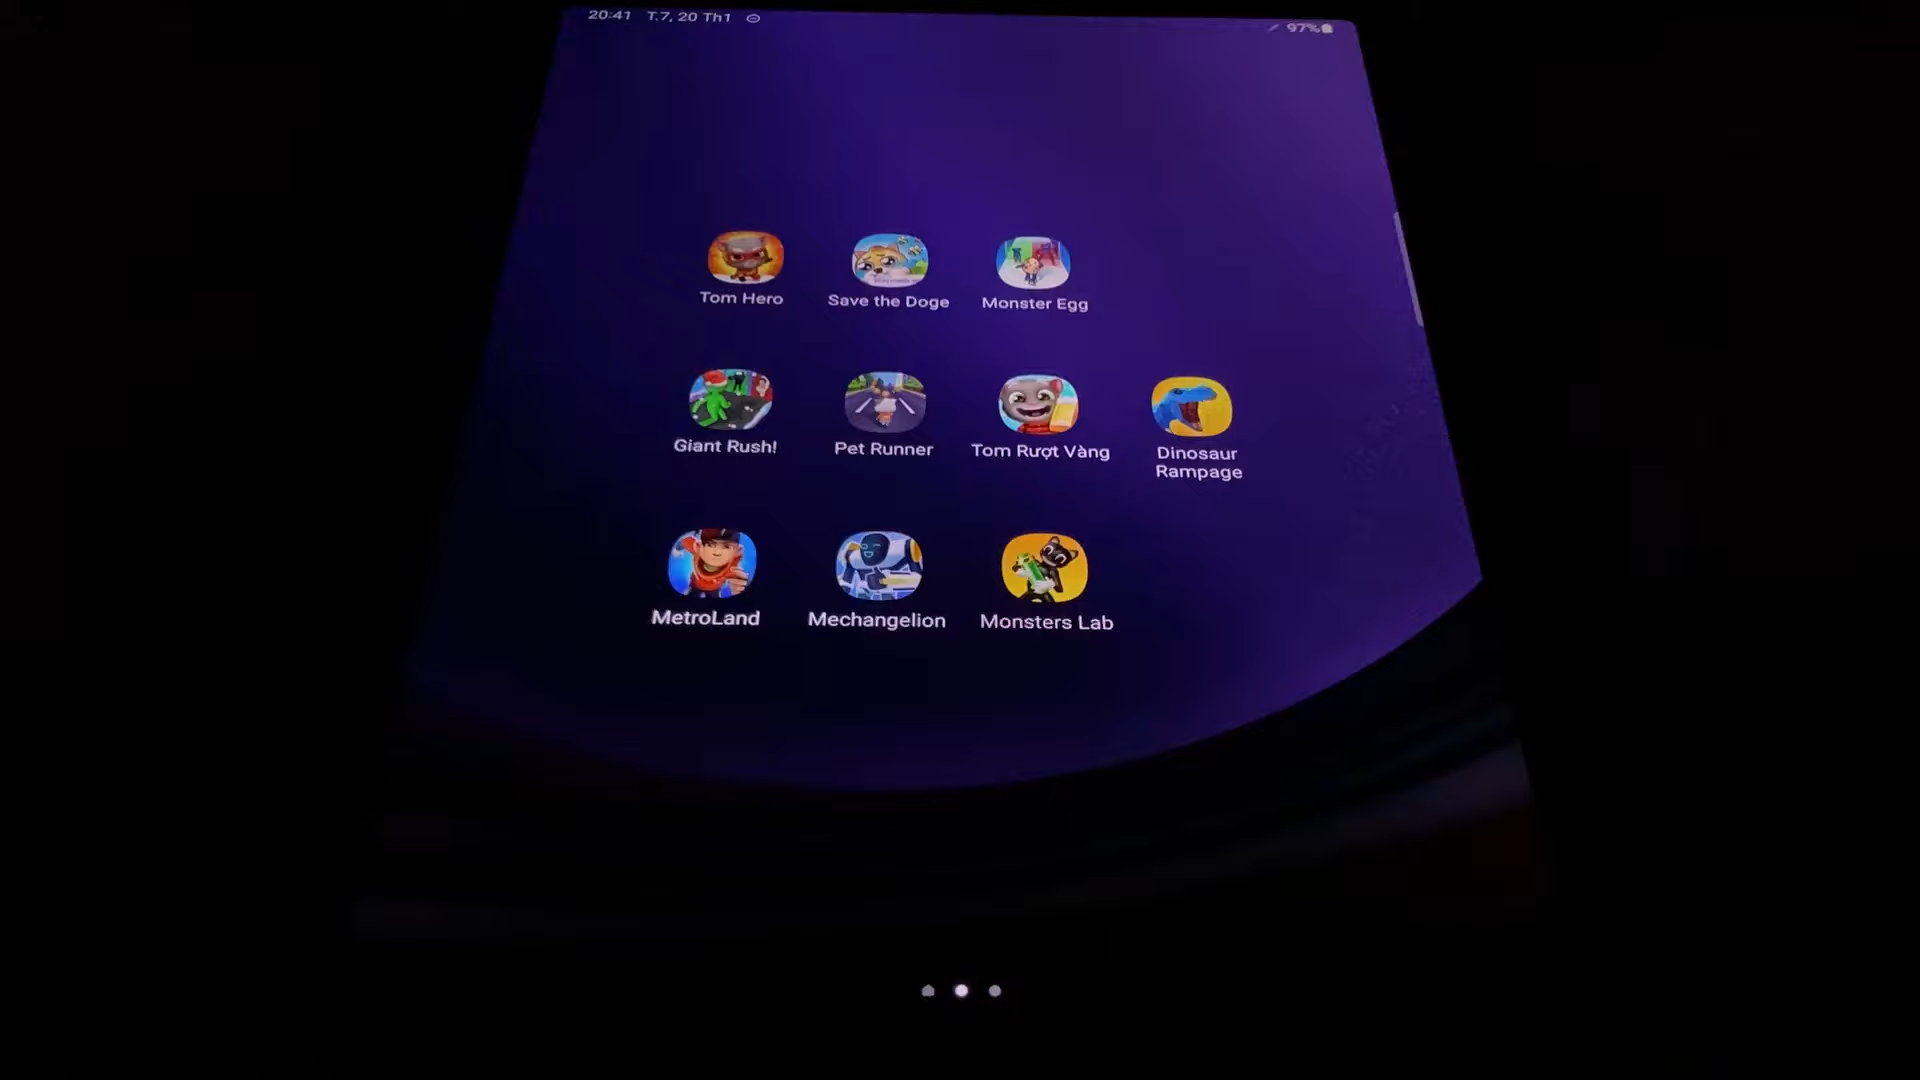 20:41 T.7, 20 Th1
97%
Tom Hero
Save the Doge
Monster Egg
Giant Rush!
Pet Runner
Tom Rượt Vàng
Dinosaur
Rampage
MetroLand
Mechangelion
Monsters Lab